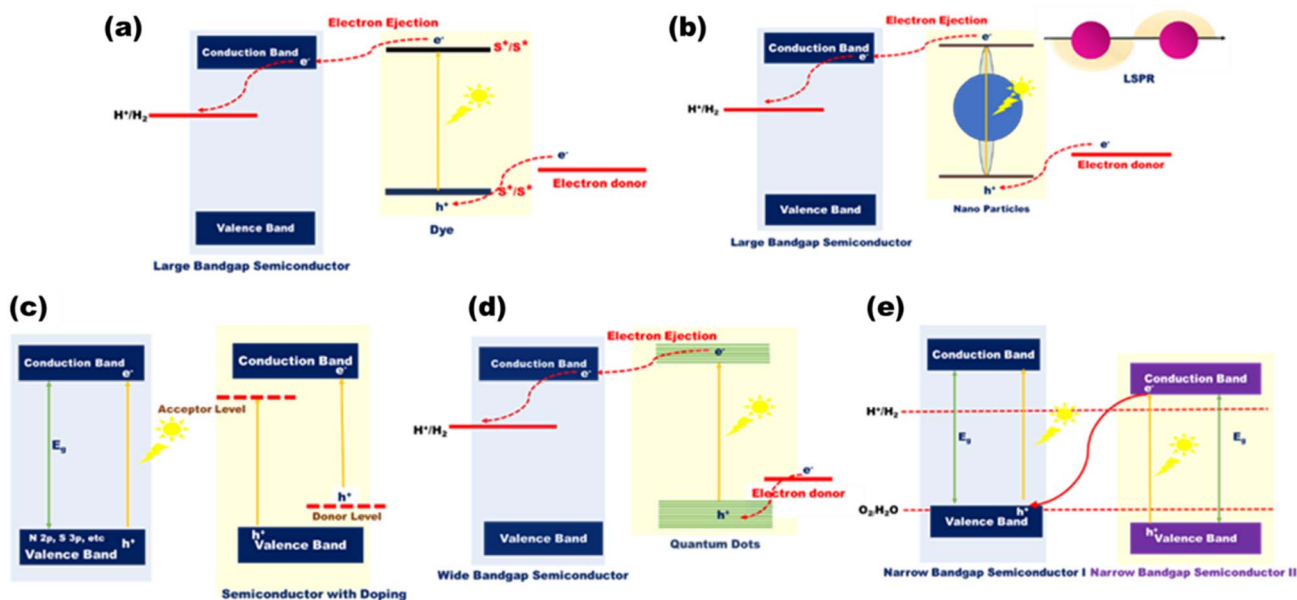 (a)
Electron Ejection
Conduction Band
e-
e-
S+/S*
H+/H2
e-
Electron donor
S+/S*
h+
Valence Band
Dye
Large Bandgap Semiconductor
(b)
Electron Ejection
Conduction Band
e-
e-
LSPR
H+/H2
e-
Electron donor
h+
Valence Band
Nano Particles
Large Bandgap Semiconductor
(c)
Conduction Band
e-
Conduction Band
e-
Acceptor Level
Eg
h+
Donor Level
N 2p, S 3p, etc
Valence Band
h+
h+
Valence Band
Semiconductor with Doping
(d)
Electron Ejection
Conduction Band
e-
e-
H+/H2
e-
Electron donor
h+
Valence Band
Quantum Dots
Wide Bandgap Semiconductor
(e)
Conduction Band
Conduction Band
e-
H+/H2
Eg
Eg
O2/H2O
h+
Valence Band
h+
Valence Band
Narrow Bandgap Semiconductor I
Narrow Bandgap Semiconductor II